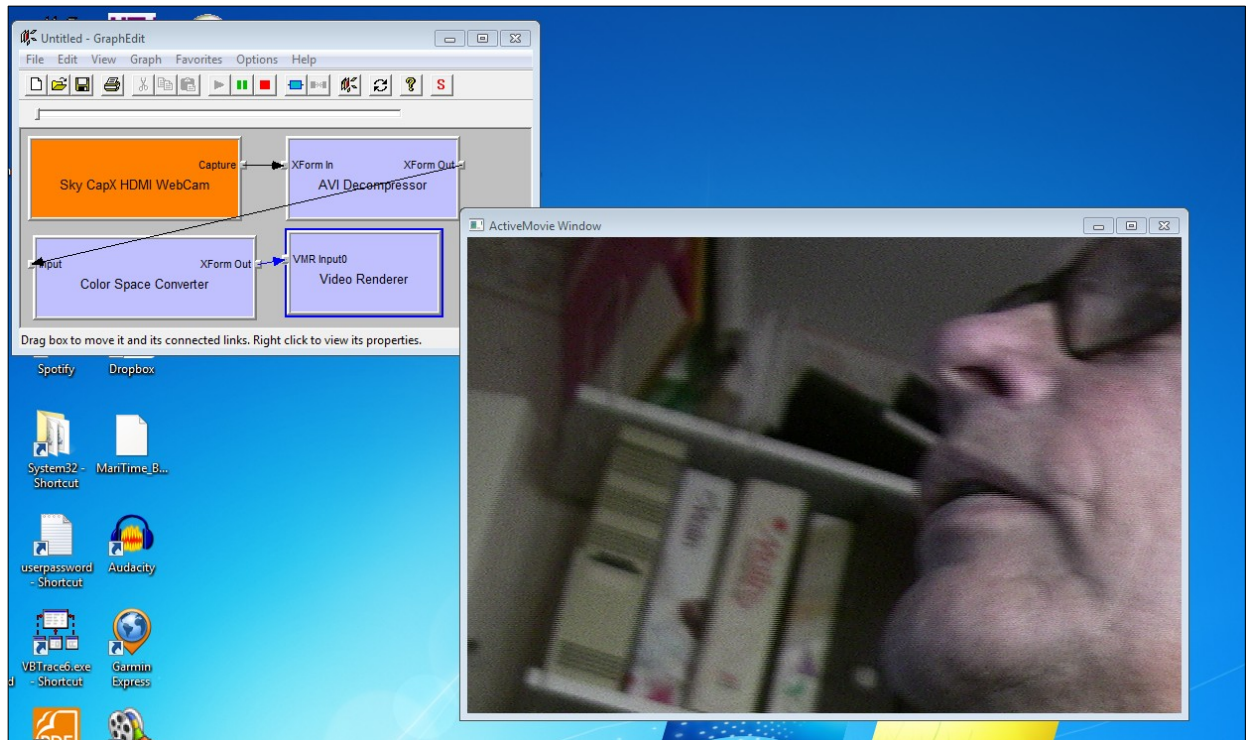 Untitled - GraphEdit
File Edit View Graph Favorites Options Help
S
Capture
Sky CapX HDMI WebCam
XForm In XForm Out
AVI Decompressor
Input XForm Out
Color Space Converter
VMR Input0
Video Renderer
Drag box to move it and its connected links. Right click to view its properties.
ActiveMovie Window
Spotify
Dropbox
System32 -
Shortcut
MariTime_B...
userpassword
- Shortcut
Audacity
VBTrace6.exe
- Shortcut
Garmin
Express
PDF